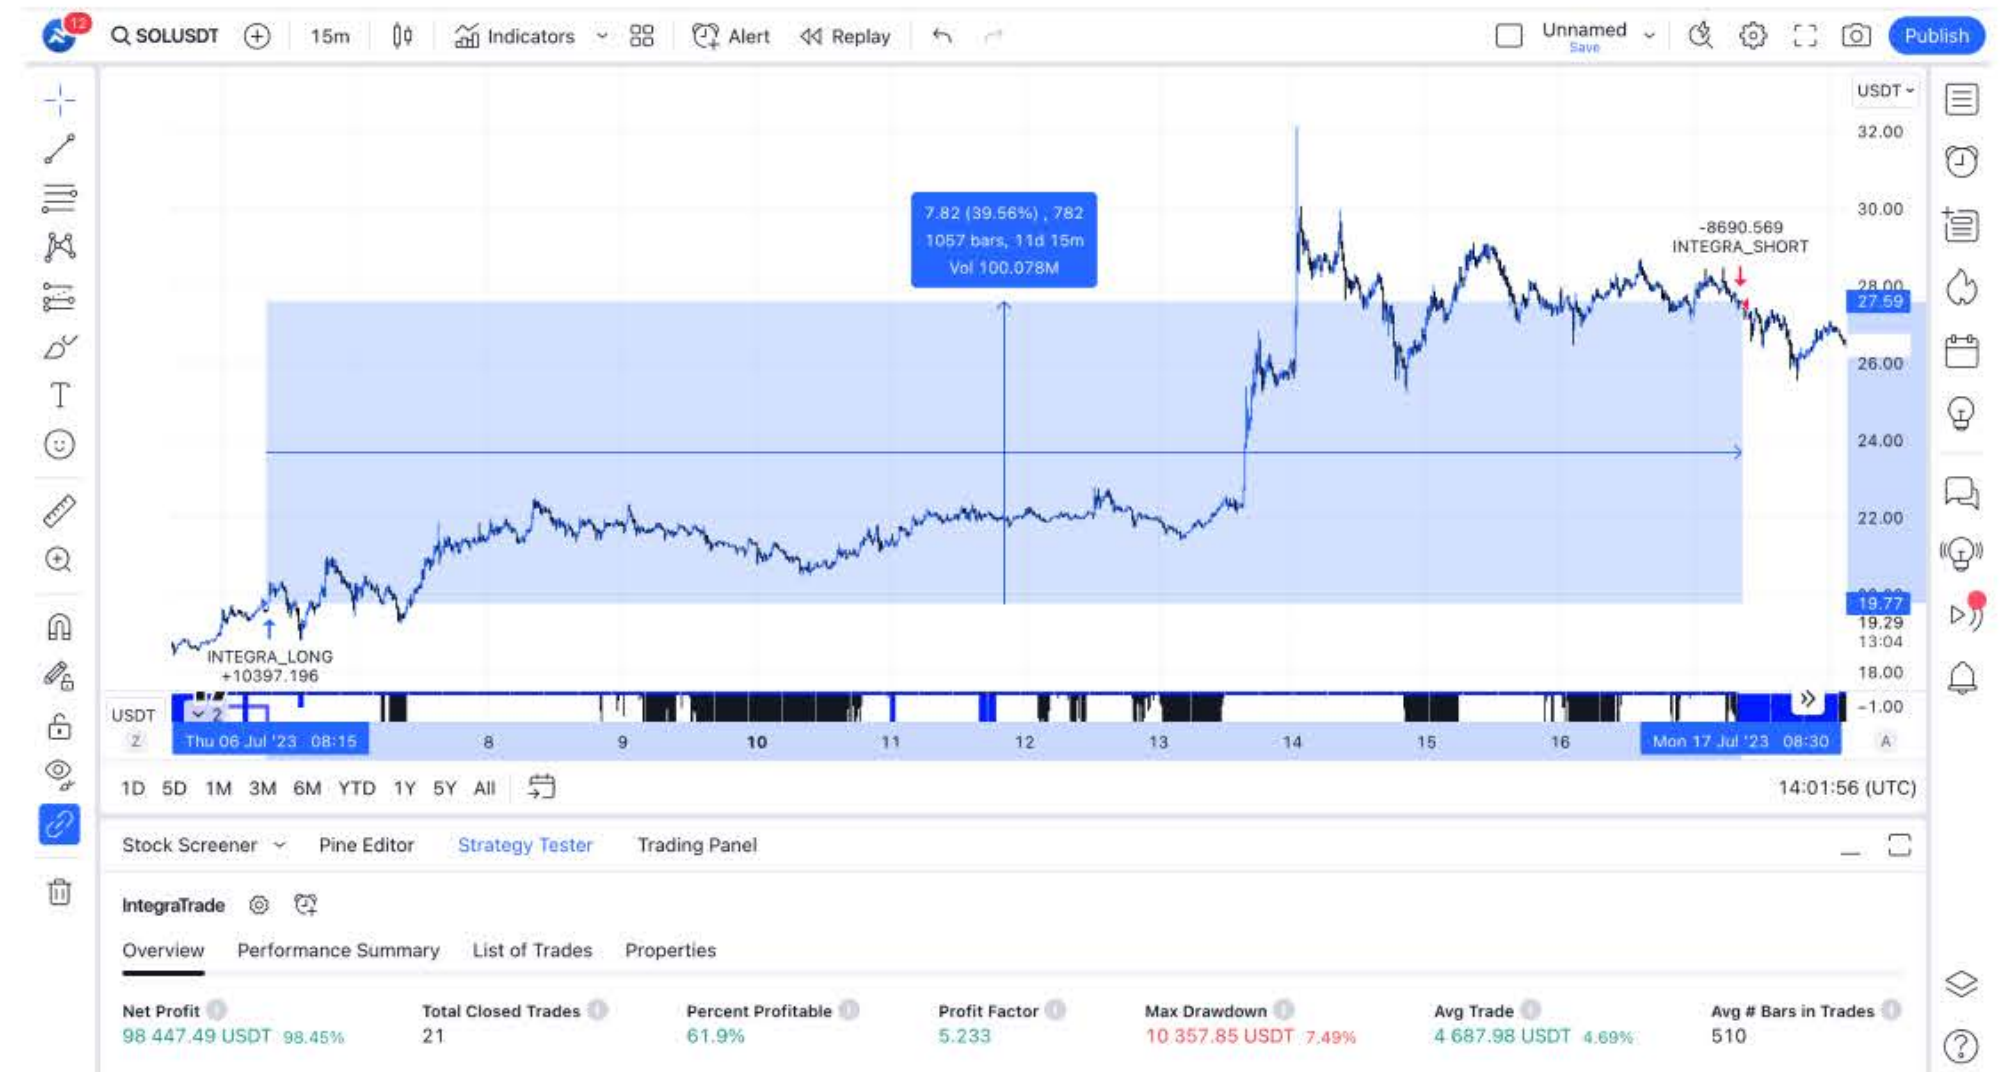 12
SOLUSDT 15m Indicators Alert Replay Unnamed Publish
Save
USDT
32.00
30.00
28.00
27.59
26.00
24.00
22.00
19.77
19.29
13:04
18.00
-1.00
7.82 (39.56%) , 782
1057 bars, 11d 15m
Vol 100.078M
-8690.569
INTEGRA_SHORT
INTEGRA_LONG
+10397.196
USDT 2
Z Thu 06 Jul '23 08:15 8 9 10 11 12 13 14 15 16 Mon 17 Jul '23 08:30 A
1D 5D 1M 3M 6M YTD 1Y 5Y All 14:01:56 (UTC)
Stock Screener Pine Editor Strategy Tester Trading Panel
IntegraTrade
Overview Performance Summary List of Trades Properties
Net Profit Total Closed Trades Percent Profitable Profit Factor Max Drawdown Avg Trade Avg # Bars in Trades
98 447.49 USDT 98.45% 21 61.9% 5.233 10 357.85 USDT 7.49% 4 687.98 USDT 4.69% 510